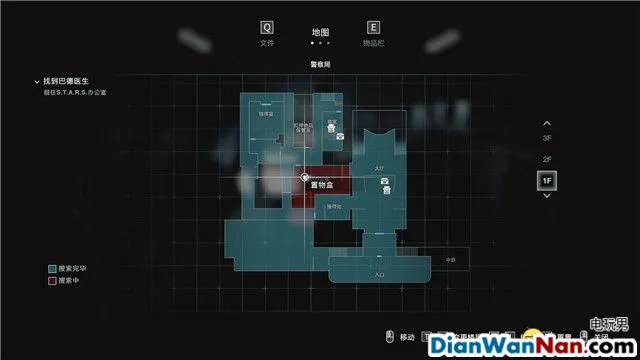 Q
地图
E
文件
物品栏
警察局
找到巴德医生
前往S.T.A.R.S.办公室
3F
2F
1F
大厅
置物盒
接待处
入口
中庭
搜索完毕
搜索中
移动
关闭
电玩男
DianWanNan.com